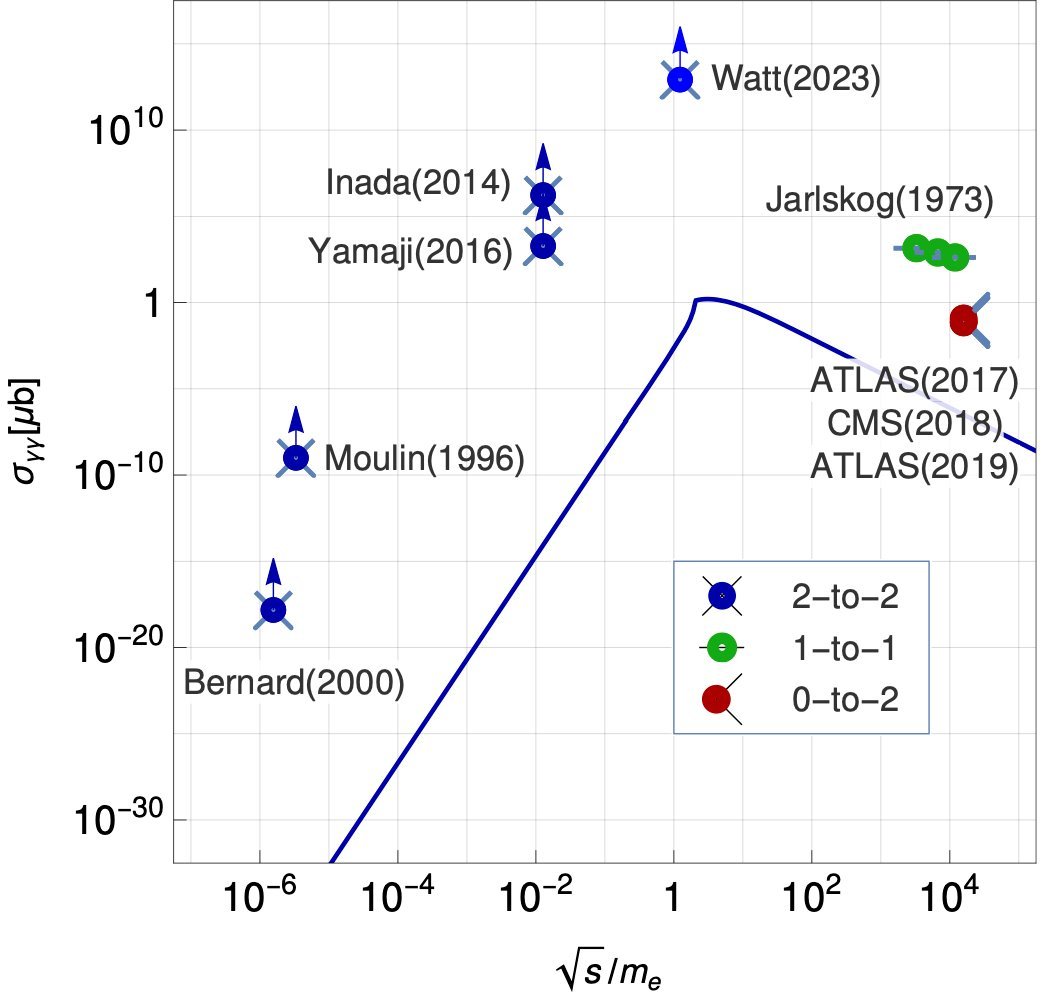 Watt(2023)
10^10
Inada(2014)
Jarlskog(1973)
Yamaji(2016)
1
ATLAS(2017)
CMS(2018)
ATLAS(2019)
σγγ[μb]
Moulin(1996)
10^−10
2−to−2
1−to−1
0−to−2
10^−20
Bernard(2000)
10^−30
10^−6 10^−4 10^−2 1 10^2 10^4
√s/me